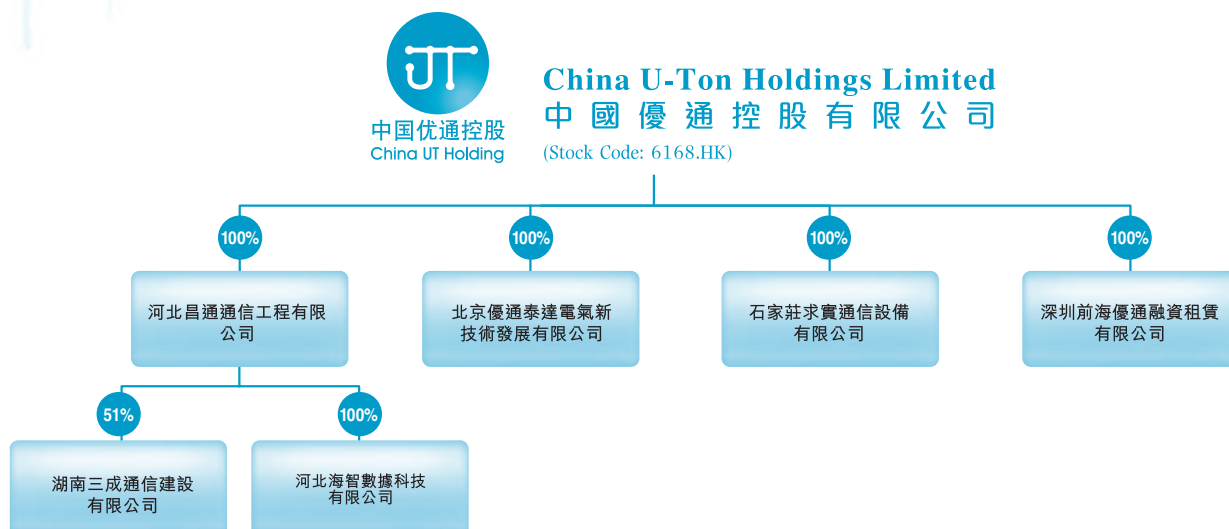 中国优通控股
China UT Holding
China U-Ton Holdings Limited
中國優通控股有限公司
(Stock Code: 6168.HK)
100%
100%
100%
100%
河北昌通通信工程有限
公司
北京優通泰達電氣新
技術發展有限公司
石家莊求實通信設備
有限公司
深圳前海優通融資租賃
有限公司
51%
100%
湖南三成通信建設
有限公司
河北海智數據科技
有限公司